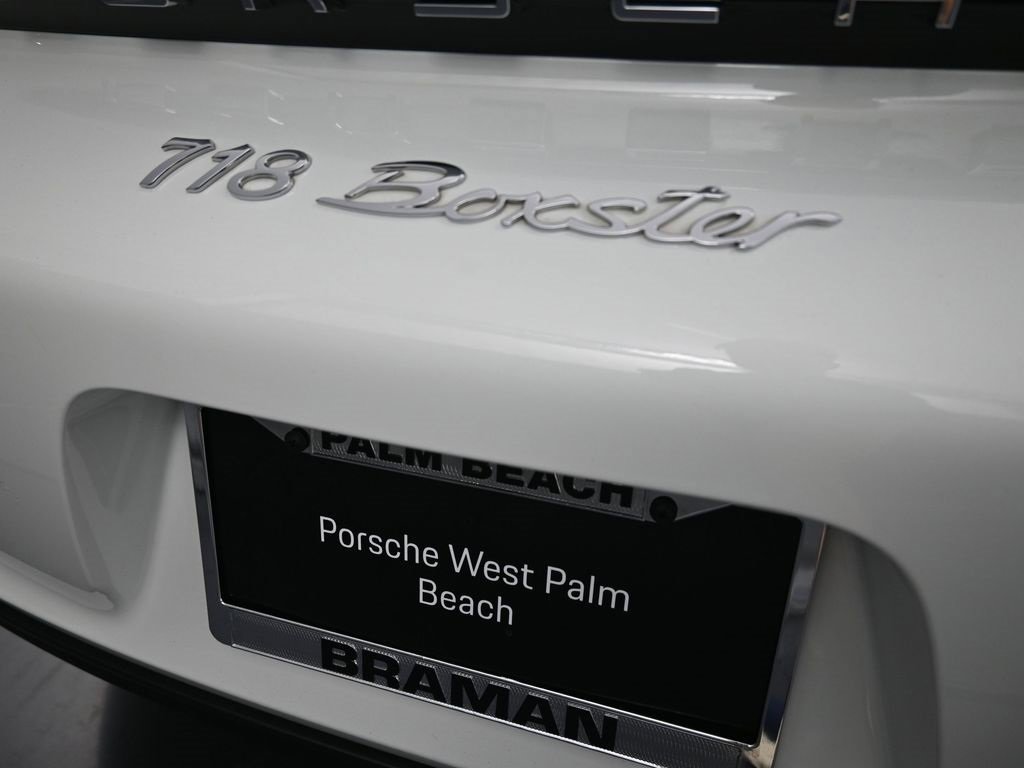 718 Boxster
PALM BEACH
Porsche West Palm
Beach
BRAMAN